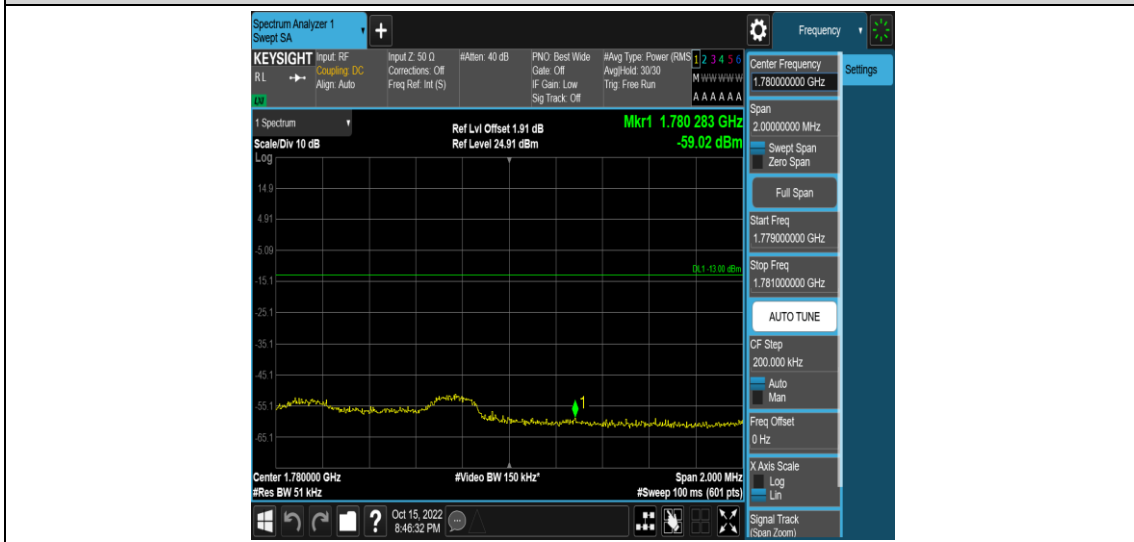 Spectrum Analyzer 1
Swept SA
+
Frequency
KEYSIGHT
RL
LXI
Input: RF
Coupling: DC
Align: Auto
Input Z: 50 Ω
Corrections: Off
Freq Ref: Int (S)
#Atten: 40 dB
PNO: Best Wide
Gate: Off
IF Gain: Low
Sig Track: Off
#Avg Type: Power (RMS
Avg|Hold: 30/30
Trig: Free Run
1 2 3 4 5 6
M W W W W W
A A A A A A
1 Spectrum
Scale/Div 10 dB
Log
Ref Lvl Offset 1.91 dB
Ref Level 24.91 dBm
Mkr1 1.780 283 GHz
-59.02 dBm
14.9
4.91
-5.09
DL1 -13.00 dBm
-15.1
-25.1
-35.1
-45.1
-55.1
1
-65.1
Center 1.780000 GHz
#Res BW 51 kHz
#Video BW 150 kHz*
Span 2.000 MHz
#Sweep 100 ms (601 pts)
Center Frequency
1.780000000 GHz
Settings
Span
2.00000000 MHz
Swept Span
Zero Span
Full Span
Start Freq
1.779000000 GHz
Stop Freq
1.781000000 GHz
AUTO TUNE
CF Step
200.000 kHz
Auto
Man
Freq Offset
0 Hz
X Axis Scale
Log
Lin
Signal Track
(Span Zoom)
?
Oct 15, 2022
8:46:32 PM